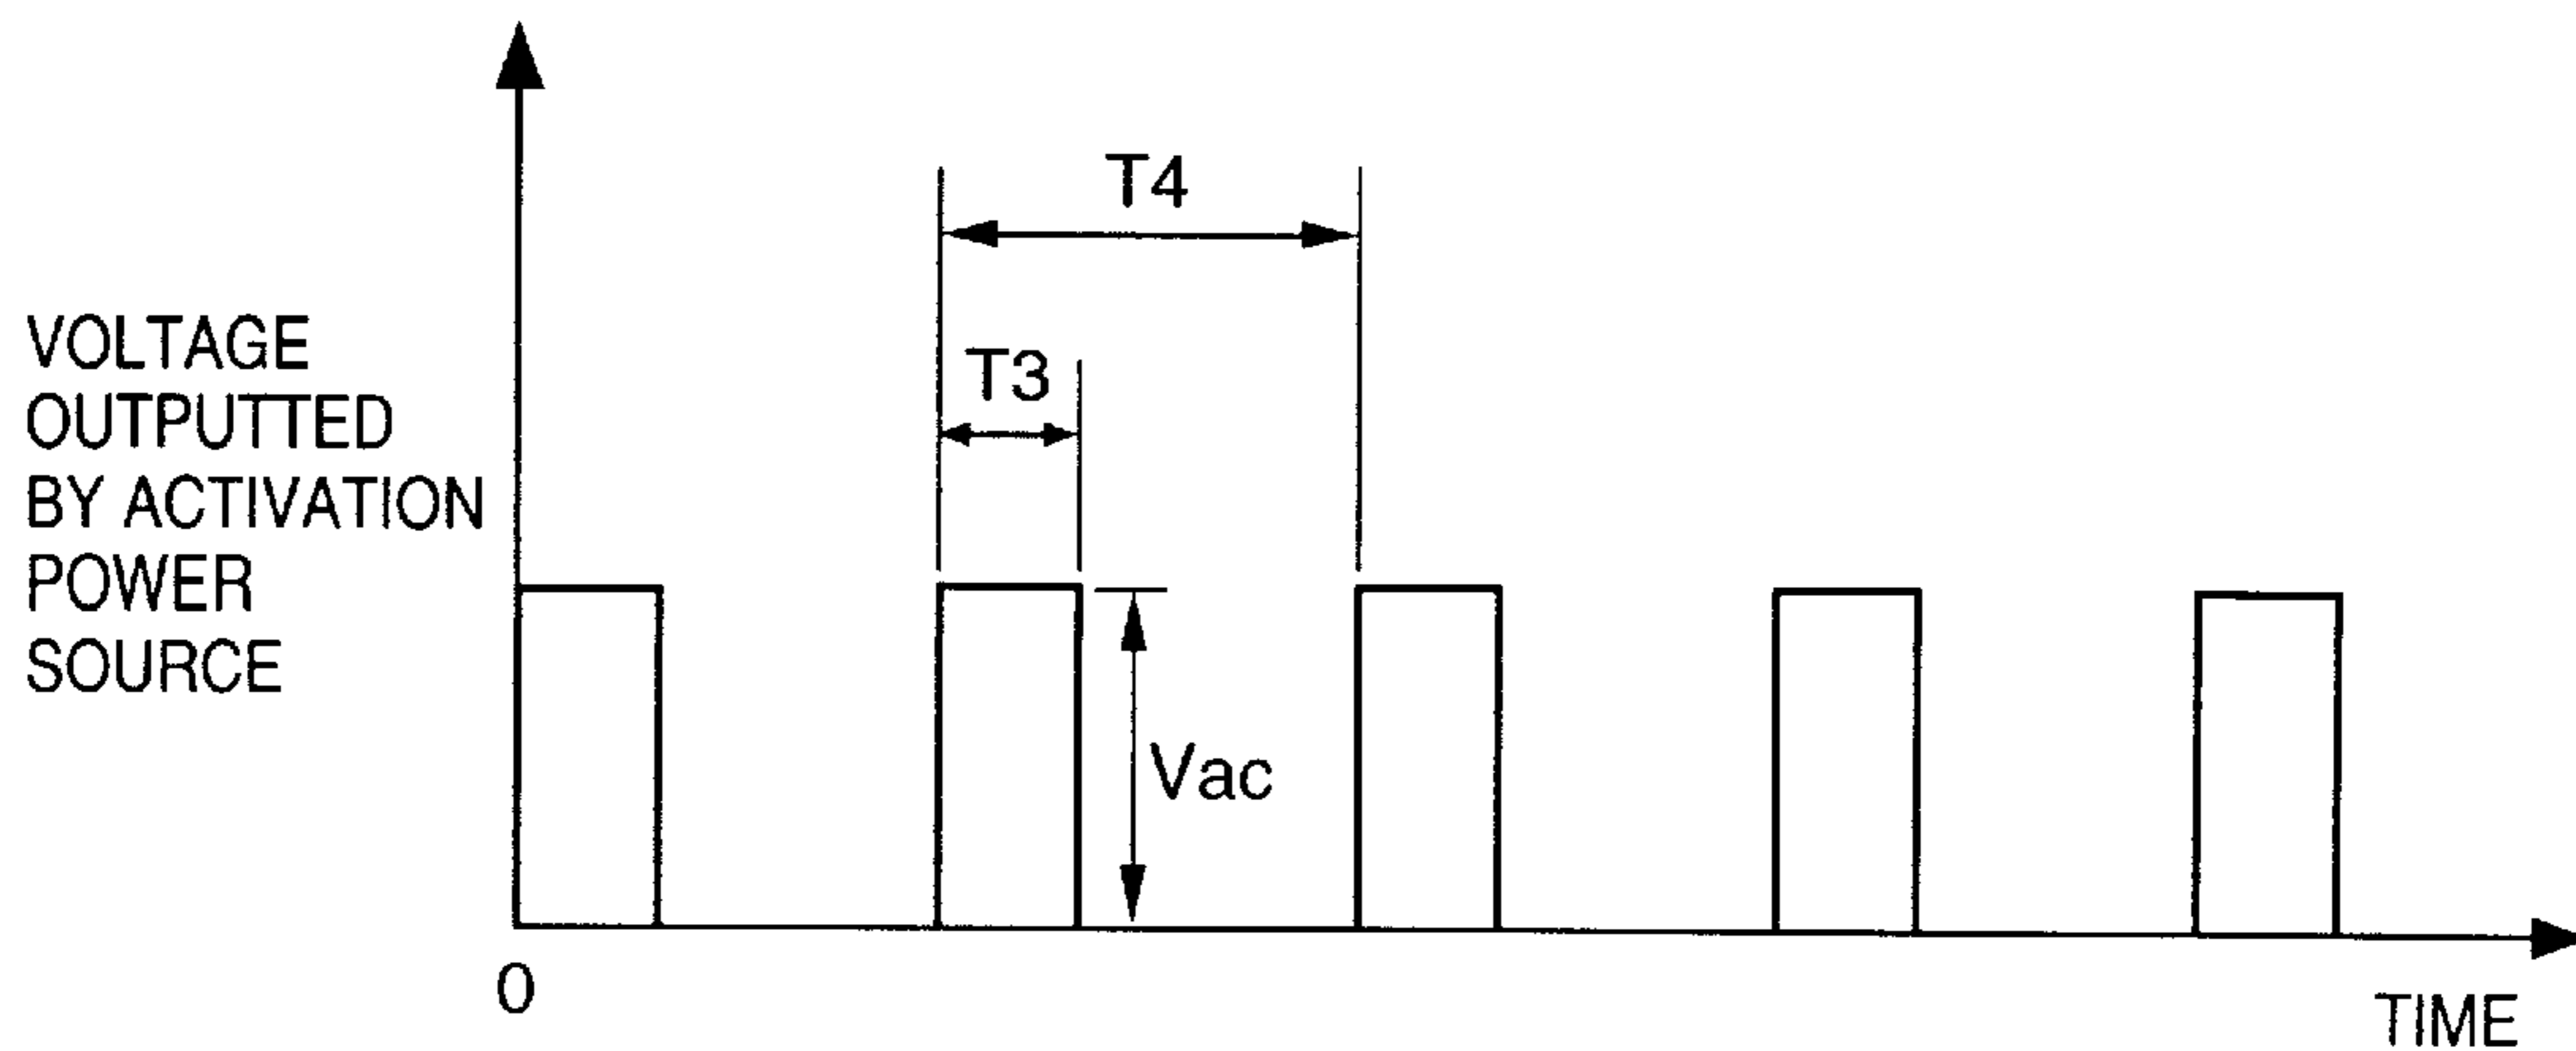 T4
T3
VOLTAGE
OUTPUTTED
BY ACTIVATION
POWER
SOURCE
Vac
0
TIME